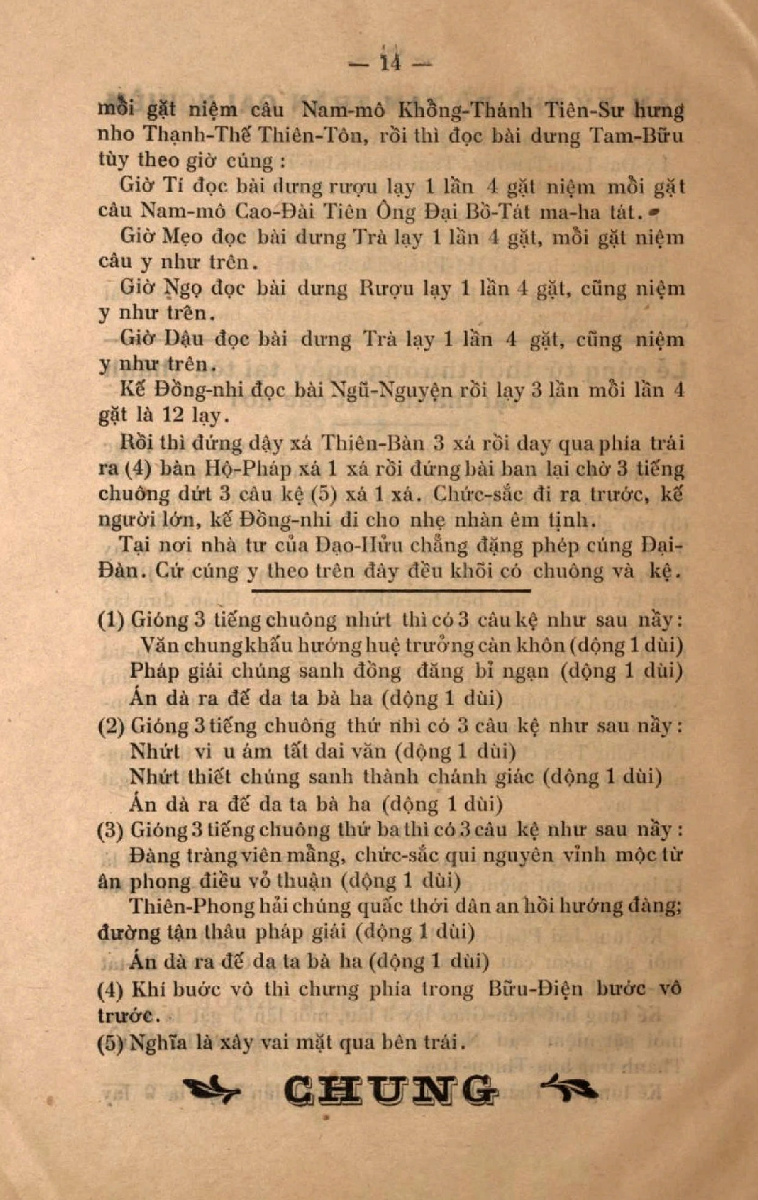 — 14 —
mỗi gặt niệm câu Nam-mô Khổng-Thánh Tiên-Sư hưng
nho Thạnh-Thế Thiên-Tôn, rồi thì đọc bài dưng Tam-Bữu
tùy theo giờ cúng :
Giờ Tí đọc bài dưng rượu lạy 1 lần 4 gặt niệm mỗi gặt
câu Nam-mô Cao-Đài Tiên Ông Đại Bồ-Tát ma-ha tát.
Giờ Mẹo đọc bài dưng Trà lạy 1 lần 4 gặt, mỗi gặt niệm
câu y như trên.
Giờ Ngọ đọc bài dưng Rượu lạy 1 lần 4 gặt, cũng niệm
y như trên.
Giờ Dậu đọc bài dưng Trà lạy 1 lần 4 gặt, cũng niệm
y như trên.
Kế Đồng-nhi đọc bài Ngũ-Nguyện rồi lạy 3 lần mỗi lần 4
gặt là 12 lạy.
Rồi thì đứng dậy xá Thiên-Bàn 3 xá rồi day qua phía trái
ra (4) bàn Hộ-Pháp xá 1 xá rồi đứng bài ban lại chờ 3 tiếng
chuông dứt 3 câu kệ (5) xá 1 xá. Chức-sắc đi ra trước, kế
người lớn, kế Đồng-nhi đi cho nhẹ nhàn êm tịnh.
Tại nơi nhà tư của Đạo-Hửu chẳng đặng phép cúng Đại-
Đàn. Cứ cúng y theo trên đây đều khỏi có chuông và kệ.
(1) Gióng 3 tiếng chuông nhứt thì có 3 câu kệ như sau nầy:
Văn chung khấu hướng huệ trưởng càn khôn (dộng 1 dùi)
Pháp giái chúng sanh đồng đăng bỉ ngạn (dộng 1 dùi)
Án dà ra đế da ta bà ha (dộng 1 dùi)
(2) Gióng 3 tiếng chuông thứ nhì có 3 câu kệ như sau nầy:
Nhứt vi u ám tất dai văn (dộng 1 dùi)
Nhứt thiết chúng sanh thành chánh giác (dộng 1 dùi)
Án dà ra đế da ta bà ha (dộng 1 dùi)
(3) Gióng 3 tiếng chuông thứ ba thì có 3 câu kệ như sau nầy:
Đàng tràng viên mằng, chức-sắc qui nguyên vỉnh mộc từ
ân phong điều vỏ thuận (dộng 1 dùi)
Thiên-Phong hải chúng quấc thới dân an hồi hướng đàng;
đường tận thâu pháp giái (dộng 1 dùi)
Án dà ra đế da ta bà ha (dộng 1 dùi)
(4) Khi buớc vô thì chưng phía trong Bữu-Điện bước vô
trước.
(5) Nghĩa là xây vai mặt qua bên trái.
CHUNG